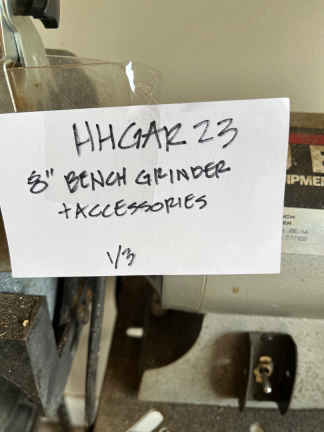 HHGAR 23
8" BENCH GRINDER
+ACCESSORIES
1/3